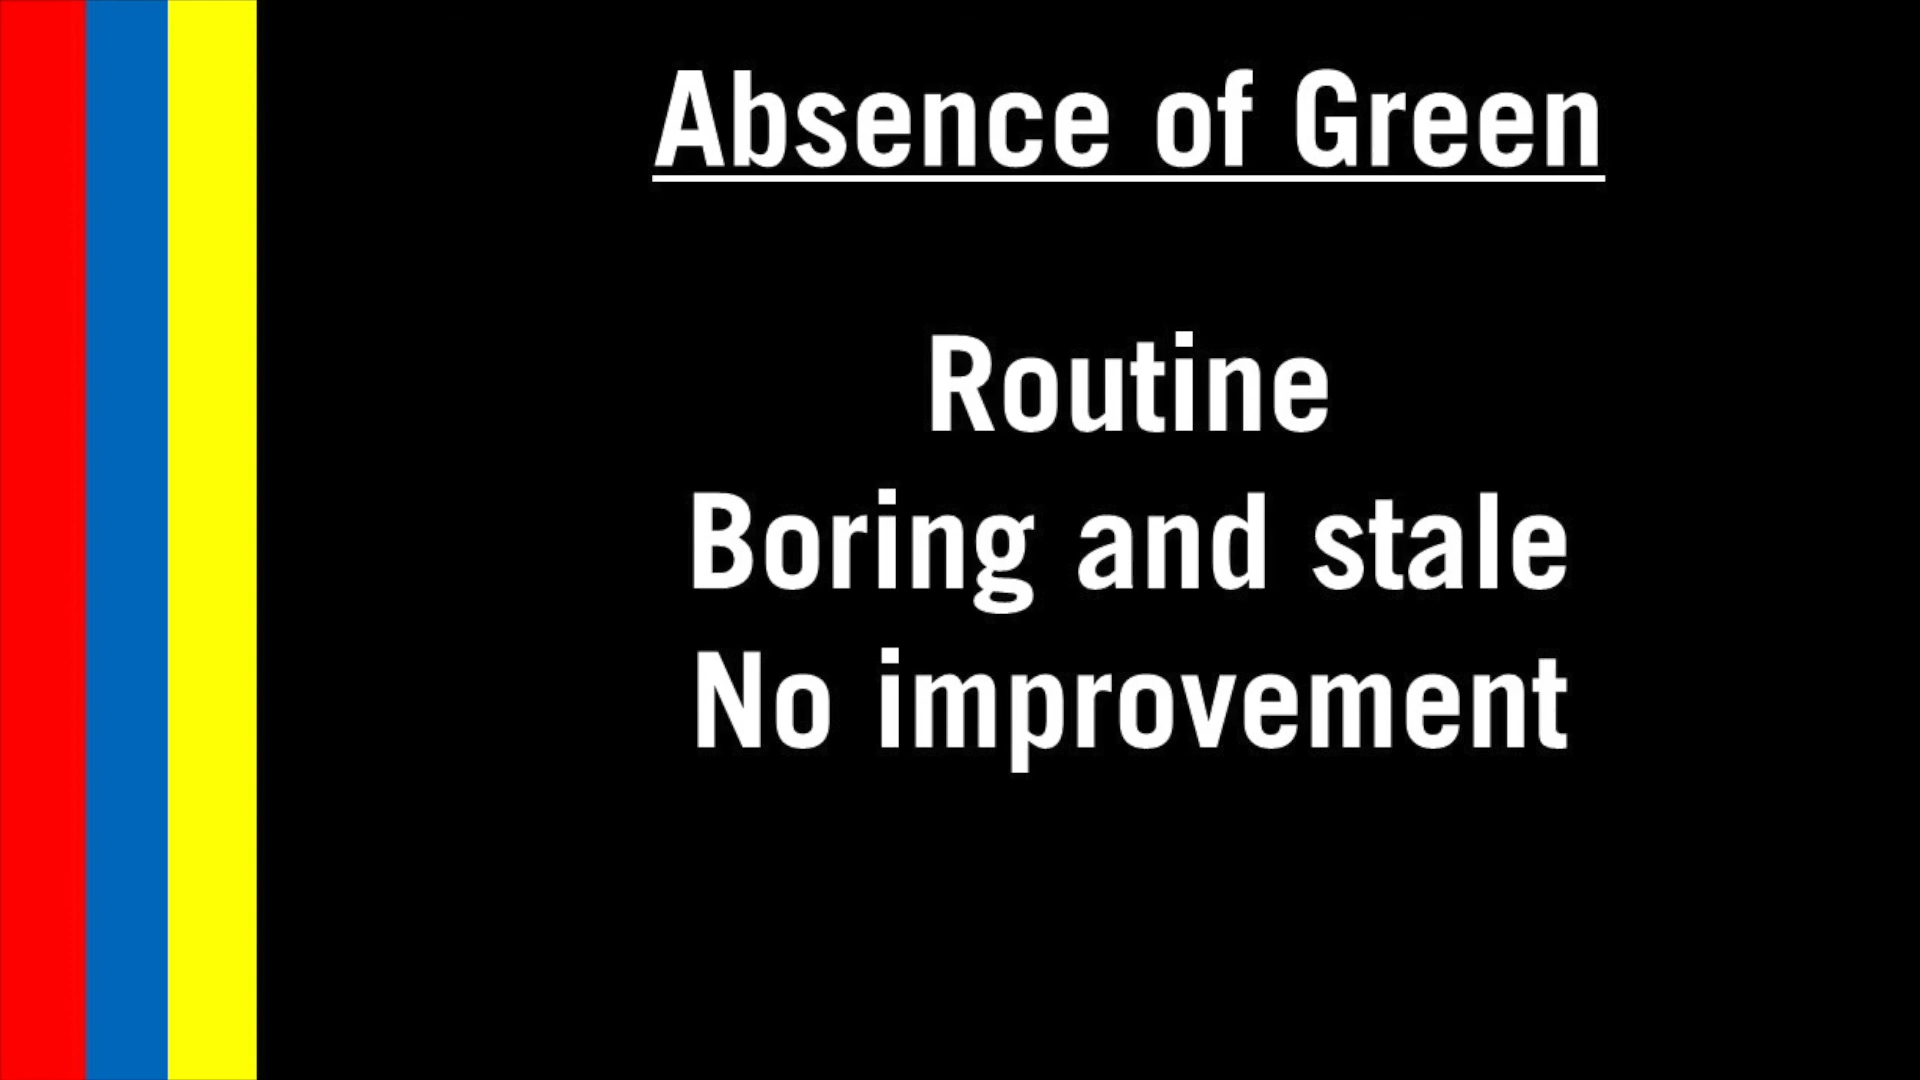 Absence of Green
Routine
Boring and stale
No improvement